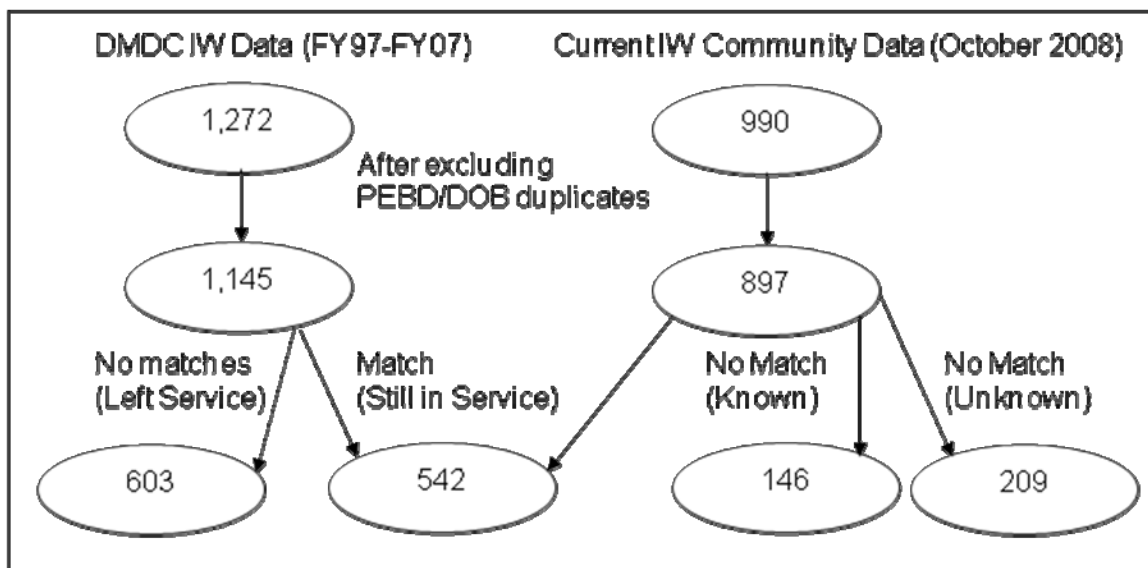 DMDC IW Data (FY97-FY07)
Current IW Community Data (October 2008)
1,272
990
After excluding
PEBD/DOB duplicates
1,145
897
No matches
(Left Service)
Match
(Still in Service)
No Match
(Known)
No Match
(Unknown)
603
542
146
209